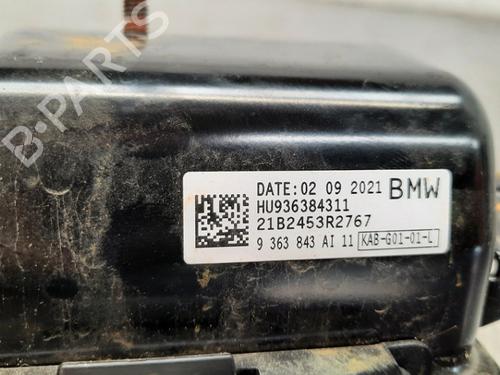 B-PARTS
DATE:02 09 2021 BMW
HU936384311
21B2453R2767
9 363 843 AI 11 KAB-G01-01-L